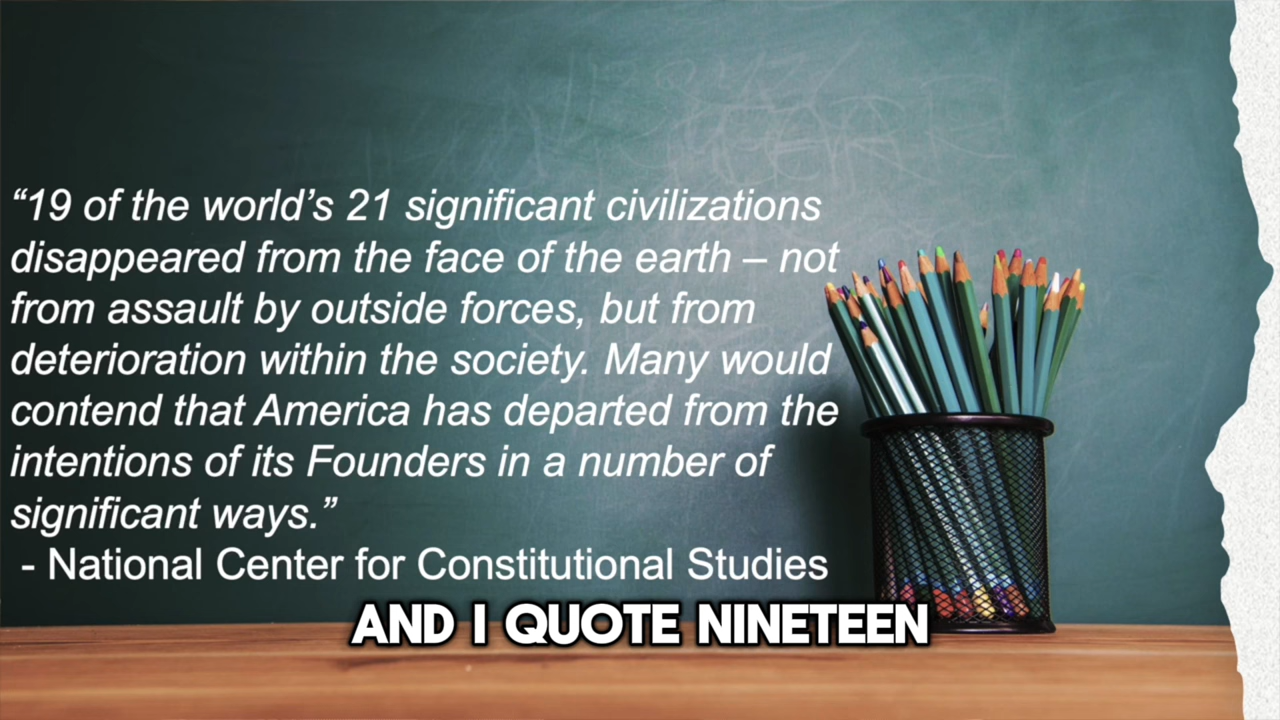 “19 of the world’s 21 significant civilizations
disappeared from the face of the earth – not
from assault by outside forces, but from
deterioration within the society. Many would
contend that America has departed from the
intentions of its Founders in a number of
significant ways.”
- National Center for Constitutional Studies
AND I QUOTE NINETEEN